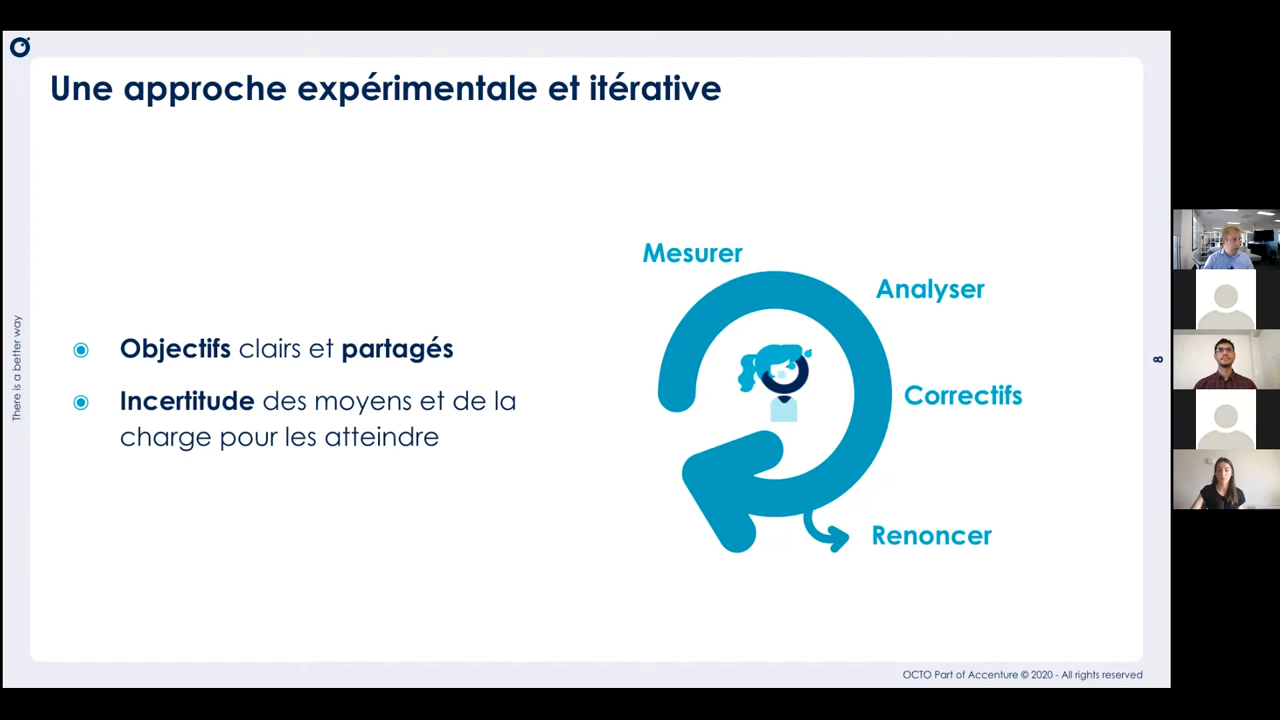 Une approche expérimentale et itérative
Mesurer
Analyser
Objectifs clairs et partagés
Incertitude des moyens et de la
charge pour les atteindre
Correctifs
Renoncer
There is a better way
8
OCTO Part of Accenture © 2020 - All rights reserved